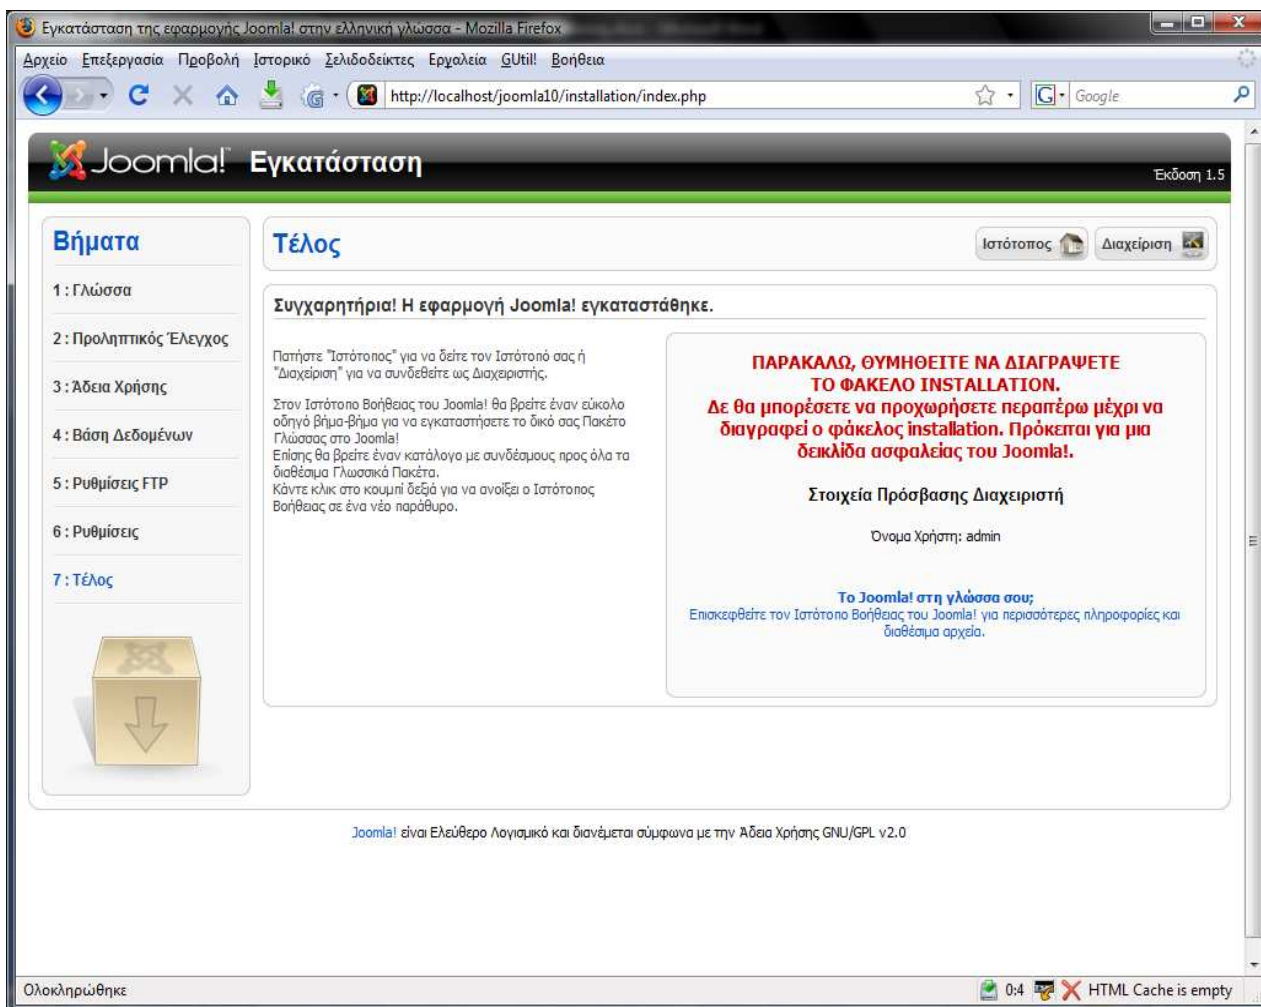 Εγκατάσταση της εφαρμογής Joomla! στην ελληνική γλώσσα - Mozilla Firefox
Αρχείο Επεξεργασία Προβολή Ιστορικό Σελιδοδείκτες Εργαλεία GUtil! Βοήθεια
http://localhost/joomla10/installation/index.php
Google
Joomla! Εγκατάσταση
Έκδοση 1.5
Βήματα
1 : Γλώσσα
2 : Προληπτικός Έλεγχος
3 : Άδεια Χρήσης
4 : Βάση Δεδομένων
5 : Ρυθμίσεις FTP
6 : Ρυθμίσεις
7 : Τέλος
Τέλος
Ιστότοπος
Διαχείριση
Συγχαρητήρια! Η εφαρμογή Joomla! εγκαταστάθηκε.
Πατήστε "Ιστότοπος" για να δείτε τον Ιστότοπό σας ή
"Διαχείριση" για να συνδεθείτε ως Διαχειριστής.
Στον Ιστότοπο Βοήθειας του Joomla! θα βρείτε έναν εύκολο
οδηγό βήμα-βήμα για να εγκαταστήσετε το δικό σας Πακέτο
Γλώσσας στο Joomla!
Επίσης θα βρείτε έναν κατάλογο με συνδέσμους προς όλα τα
διαθέσιμα Γλωσσικά Πακέτα.
Κάντε κλικ στο κουμπί δεξιά για να ανοίξει ο Ιστότοπος
Βοήθειας σε ένα νέο παράθυρο.
ΠΑΡΑΚΑΛΩ, ΘΥΜΗΘΕΙΤΕ ΝΑ ΔΙΑΓΡΑΨΕΤΕ
ΤΟ ΦΑΚΕΛΟ INSTALLATION.
Δε θα μπορέσετε να προχωρήσετε περαιτέρω μέχρι να
διαγραφεί ο φάκελος installation. Πρόκειται για μια
δεικλίδα ασφαλείας του Joomla!.
Στοιχεία Πρόσβασης Διαχειριστή
Όνομα Χρήστη: admin
Το Joomla! στη γλώσσα σου;
Επισκεφθείτε τον Ιστότοπο Βοήθειας του Joomla! για περισσότερες πληροφορίες και
διαθέσιμα αρχεία.
Joomla! είναι Ελεύθερο Λογισμικό και διανέμεται σύμφωνα με την Άδεια Χρήσης GNU/GPL v2.0
Ολοκληρώθηκε
0:4
HTML Cache is empty